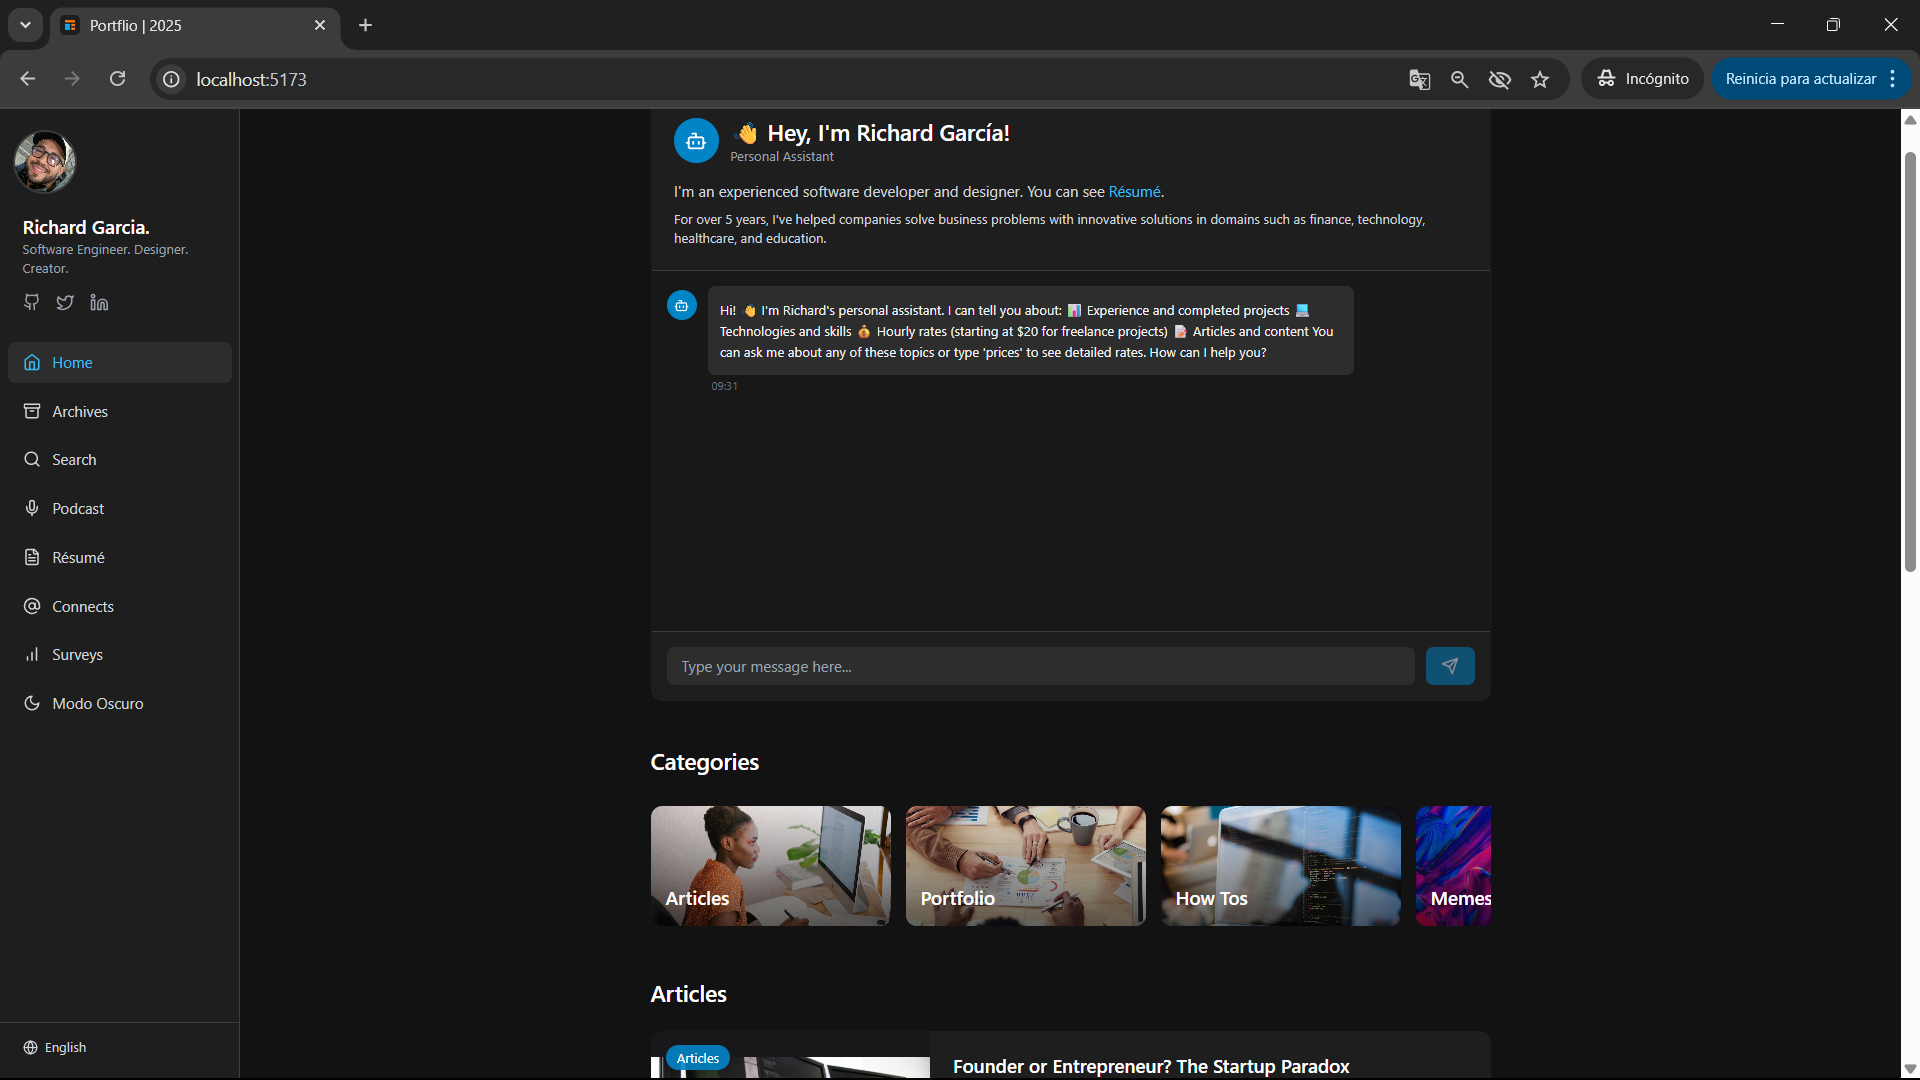 Portflio | 2025
localhost:5173
Incógnito
Reinicia para actualizar
Richard Garcia.
Software Engineer. Designer.
Creator.
Home
Archives
Search
Podcast
Résumé
Connects
Surveys
Modo Oscuro
English
👋 Hey, I'm Richard García!
Personal Assistant
I'm an experienced software developer and designer. You can see Résumé.
For over 5 years, I've helped companies solve business problems with innovative solutions in domains such as finance, technology,
healthcare, and education.
Hi! 👋 I'm Richard's personal assistant. I can tell you about: 📊 Experience and completed projects 💻
Technologies and skills 💰 Hourly rates (starting at $20 for freelance projects) 📝 Articles and content You
can ask me about any of these topics or type 'prices' to see detailed rates. How can I help you?
09:31
Type your message here...
Categories
Articles
Portfolio
How Tos
Memes
Articles
Articles
Founder or Entrepreneur? The Startup Paradox